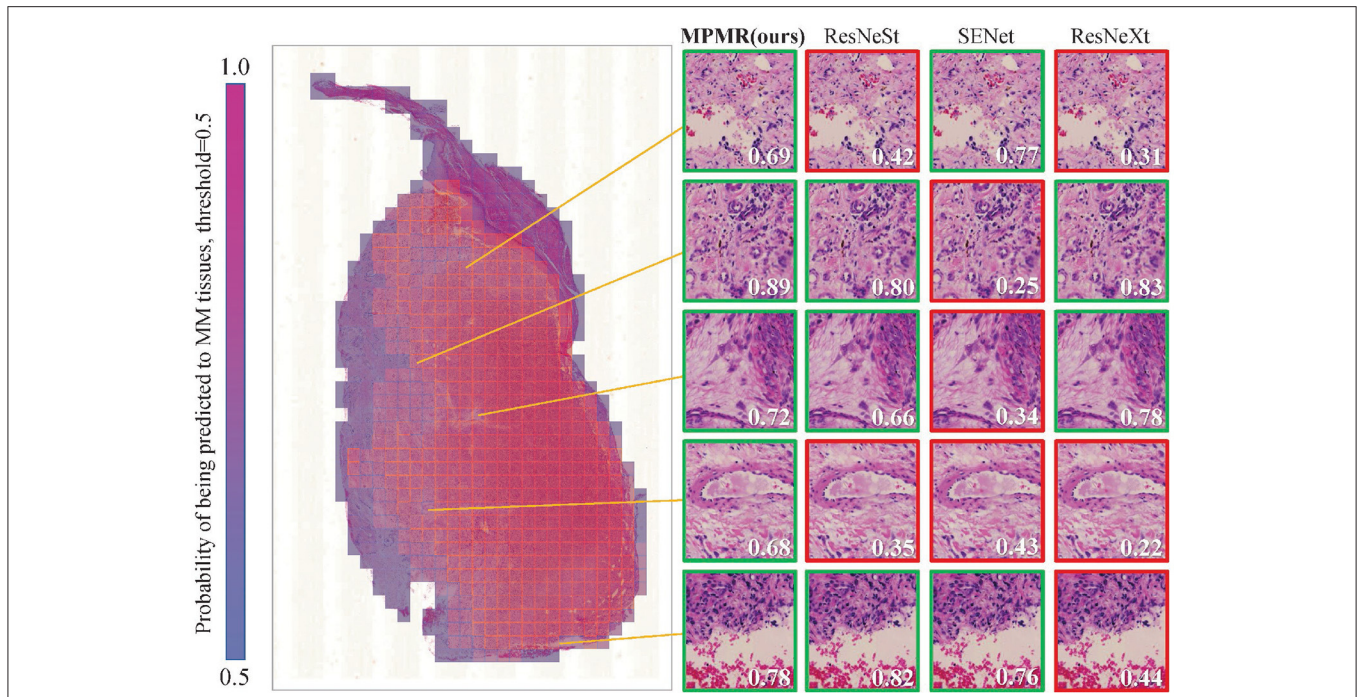 MPMR(ours) ResNeSt SENet ResNeXt
1.0
Probability of being predicted to MM tissues, threshold=0.5
0.5
0.69 0.42 0.77 0.31
0.89 0.80 0.25 0.83
0.72 0.66 0.34 0.78
0.68 0.35 0.43 0.22
0.78 0.82 0.76 0.44